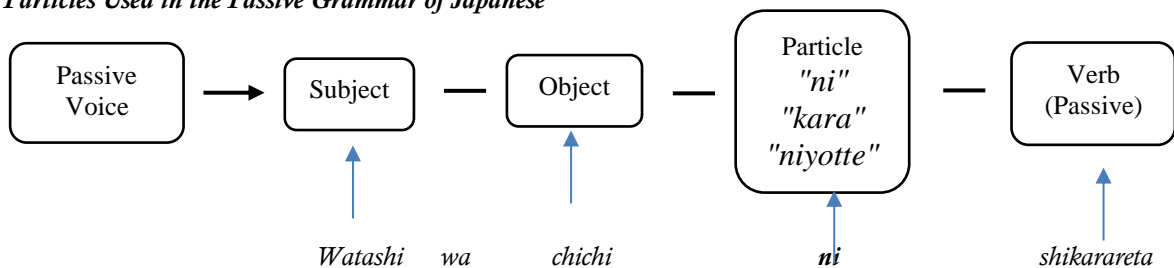 Particles Used in the Passive Grammar of Japanese
Passive
Voice
Subject
Object
Particle
"ni"
"kara"
"niyotte"
Verb
(Passive)
Watashi wa chichi ni shikarareta